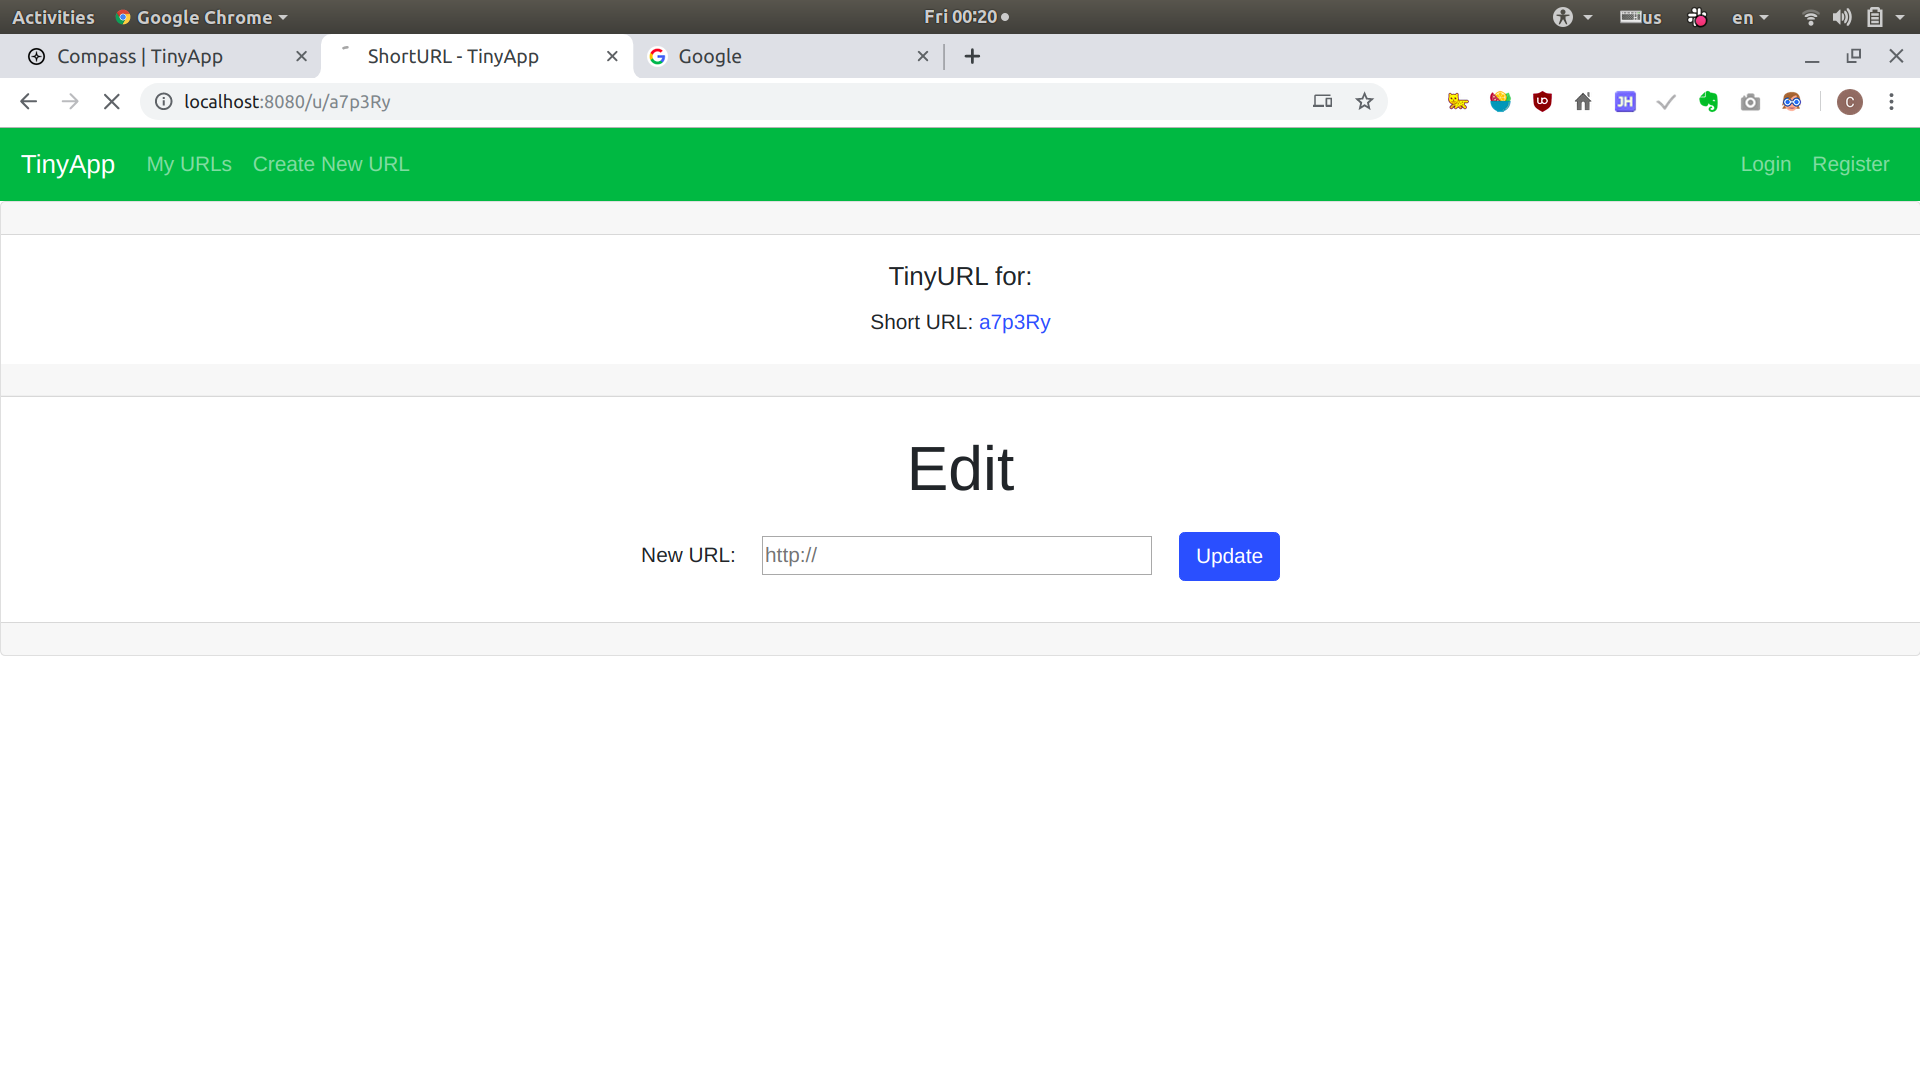 Activities Google Chrome Fri 00:20 us en
Compass | TinyApp ShortURL - TinyApp Google
localhost:8080/u/a7p3Ry UO JH C
TinyApp My URLs Create New URL Login Register
TinyURL for:
Short URL: a7p3Ry
Edit
New URL: http:// Update